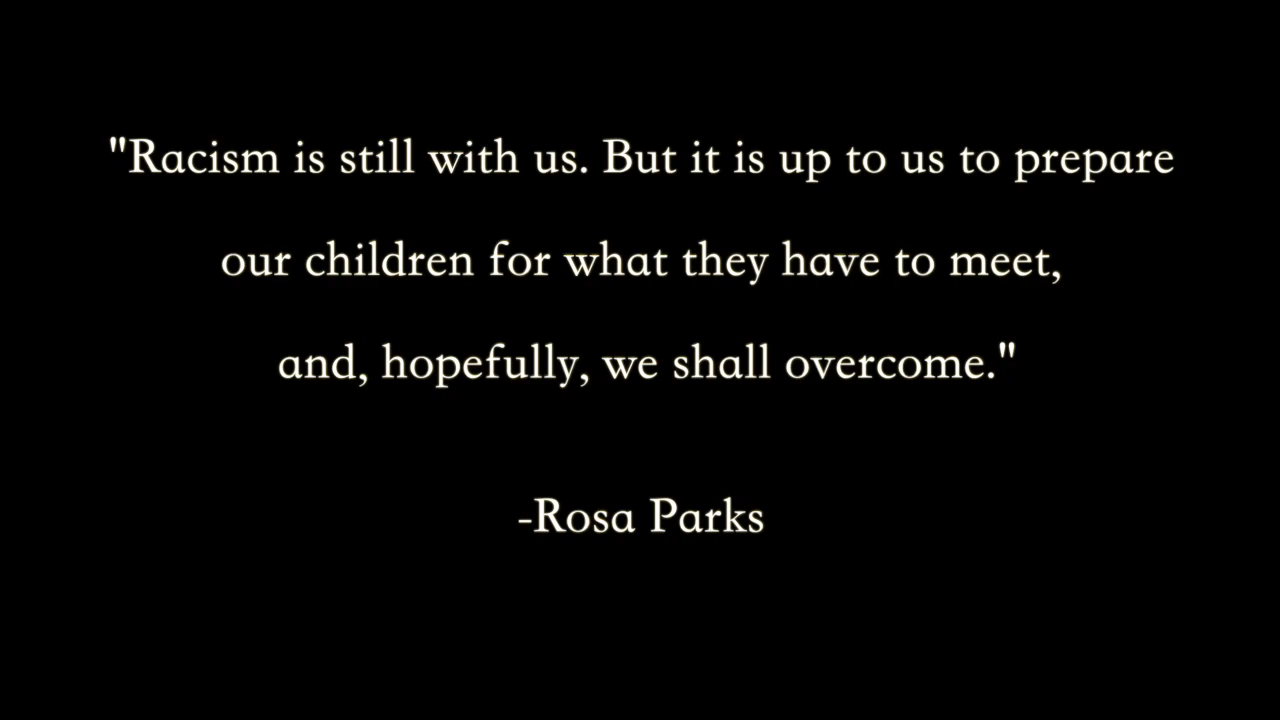 "Racism is still with us. But it is up to us to prepare
our children for what they have to meet,
and, hopefully, we shall overcome."
-Rosa Parks